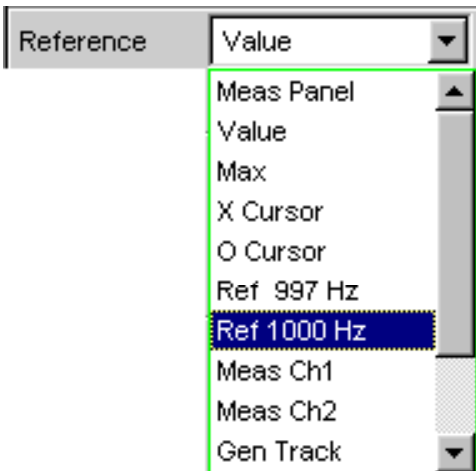 Reference Value
Meas Panel
Value
Max
X Cursor
O Cursor
Ref  997 Hz
Ref 1000 Hz
Meas Ch1
Meas Ch2
Gen Track